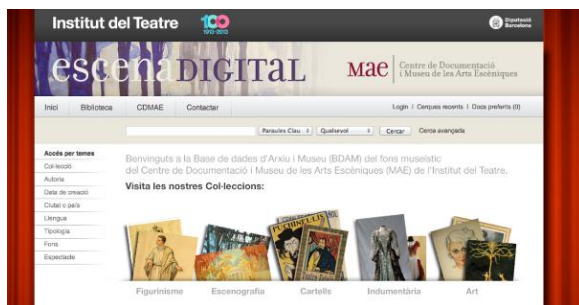 Institut del Teatre
100
1913-2013
Diputació
Barcelona
escena DIGITAL
Mae
Centre de Documentació
i Museu de les Arts Escèniques
Inici Biblioteca CDMAE Contactar
Login | Cerques recents | Docs preferits (0)
Paraules Clau Qualsevol Cercar Cerca avançada
Accés per temes
Col·lecció
Autoria
Data de creació
Ciutat o país
Llengua
Tipologia
Fons
Espectacle
Benvinguts a la Base de dades d'Arxiu i Museu (BDAM) del fons museístic
del Centre de Documentació i Museu de les Arts Escèniques (MAE) de l'Institut del Teatre.
Visita les nostres Col·leccions:
PUCHINEL·LIS
Figurinisme Escenografia Cartells Indumentària Art